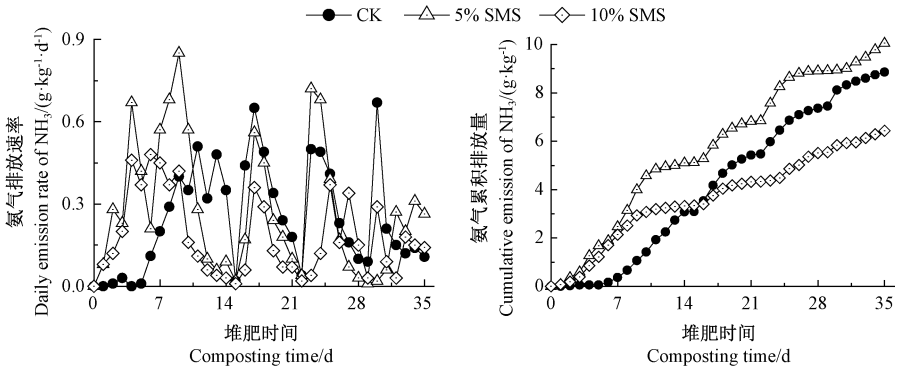 CK 5% SMS 10% SMS
氨气排放速率
Daily emission rate of NH3/(g·kg-1·d-1)
0.9
0.6
0.3
0.0
0 7 14 21 28 35
堆肥时间
Composting time/d
氨气累积排放量
Cumulative emission of NH3/(g·kg-1)
10
8
6
4
2
0
0 7 14 21 28 35
堆肥时间
Composting time/d